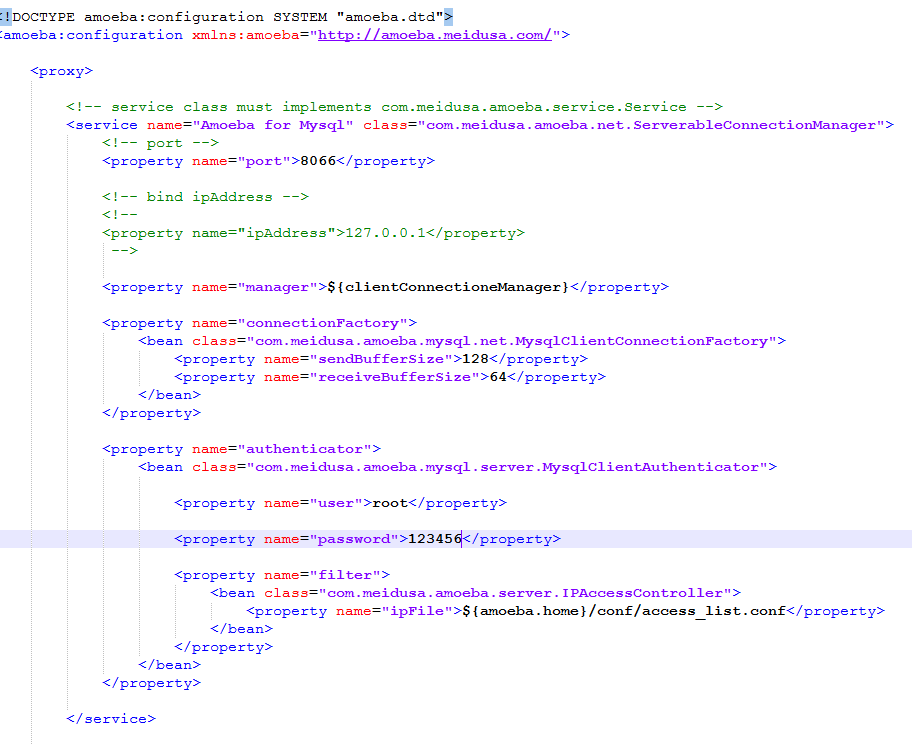 <!DOCTYPE amoeba:configuration SYSTEM "amoeba.dtd">
<amoeba:configuration xmlns:amoeba="http://amoeba.meidusa.com/">
<proxy>
<!-- service class must implements com.meidusa.amoeba.service.Service -->
<service name="Amoeba for Mysql" class="com.meidusa.amoeba.net.ServerableConnectionManager">
<!-- port -->
<property name="port">8066</property>
<!-- bind ipAddress -->
<!--
<property name="ipAddress">127.0.0.1</property>
-->
<property name="manager">${clientConnectioneManager}</property>
<property name="connectionFactory">
<bean class="com.meidusa.amoeba.mysql.net.MysqlClientConnectionFactory">
<property name="sendBufferSize">128</property>
<property name="receiveBufferSize">64</property>
</bean>
</property>
<property name="authenticator">
<bean class="com.meidusa.amoeba.mysql.server.MysqlClientAuthenticator">
<property name="user">root</property>
<property name="password">123456</property>
<property name="filter">
<bean class="com.meidusa.amoeba.server.IPAccessController">
<property name="ipFile">${amoeba.home}/conf/access_list.conf</property>
</bean>
</property>
</bean>
</property>
</service>